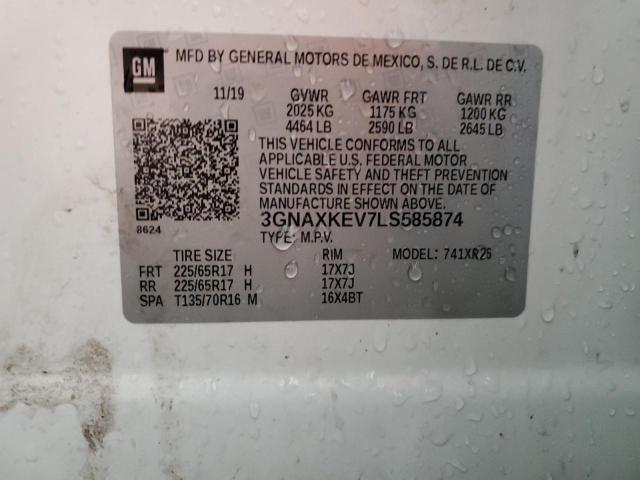 GM MFD BY GENERAL MOTORS DE MEXICO, S. DE R.L. DE C.V.
11/19 GVWR GAWR FRT GAWR RR
2025 KG 1175 KG 1200 KG
4464 LB 2590 LB 2645 LB
THIS VEHICLE CONFORMS TO ALL
APPLICABLE U.S. FEDERAL MOTOR
VEHICLE SAFETY AND THEFT PREVENTION
STANDARDS IN EFFECT ON THE DATE OF
MANUFACTURE SHOWN ABOVE.
3GNAXKEV7LS585874
8624 TYPE: M.P.V.
TIRE SIZE RIM 741XR26
FRT 225/65R17 H 17X7J
RR 225/65R17 H 17X7J
SPA T135/70R16 M 16X4BT